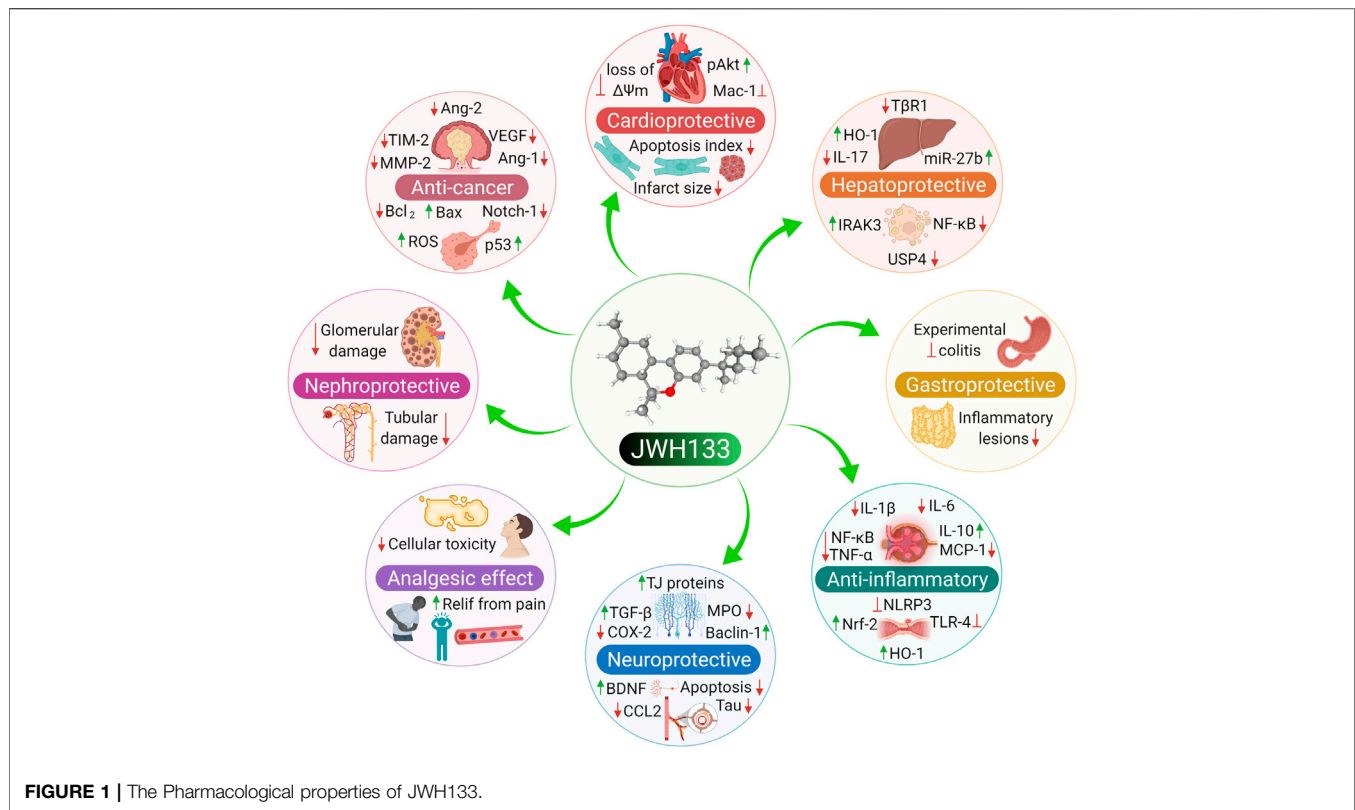 loss of
ΔΨm
pAkt
Mac-1
Cardioprotective
Apoptosis index
Infarct size
TβR1
HO-1
IL-17
miR-27b
Hepatoprotective
IRAK3
NF-κB
USP4
Experimental
colitis
Gastroprotective
Inflammatory
lesions
IL-1β
IL-6
NF-κB
TNF-α
IL-10
MCP-1
Anti-inflammatory
NLRP3
Nrf-2
TLR-4
HO-1
TJ proteins
TGF-β
MPO
COX-2
Baclin-1
Neuroprotective
BDNF
Apoptosis
CCL2
Tau
Cellular toxicity
Analgesic effect
Relif from pain
Glomerular
damage
Nephroprotective
Tubular
damage
Ang-2
TIM-2
VEGF
MMP-2
Ang-1
Anti-cancer
Bcl₂
Bax
Notch-1
ROS
p53
JWH133
FIGURE 1 | The Pharmacological properties of JWH133.